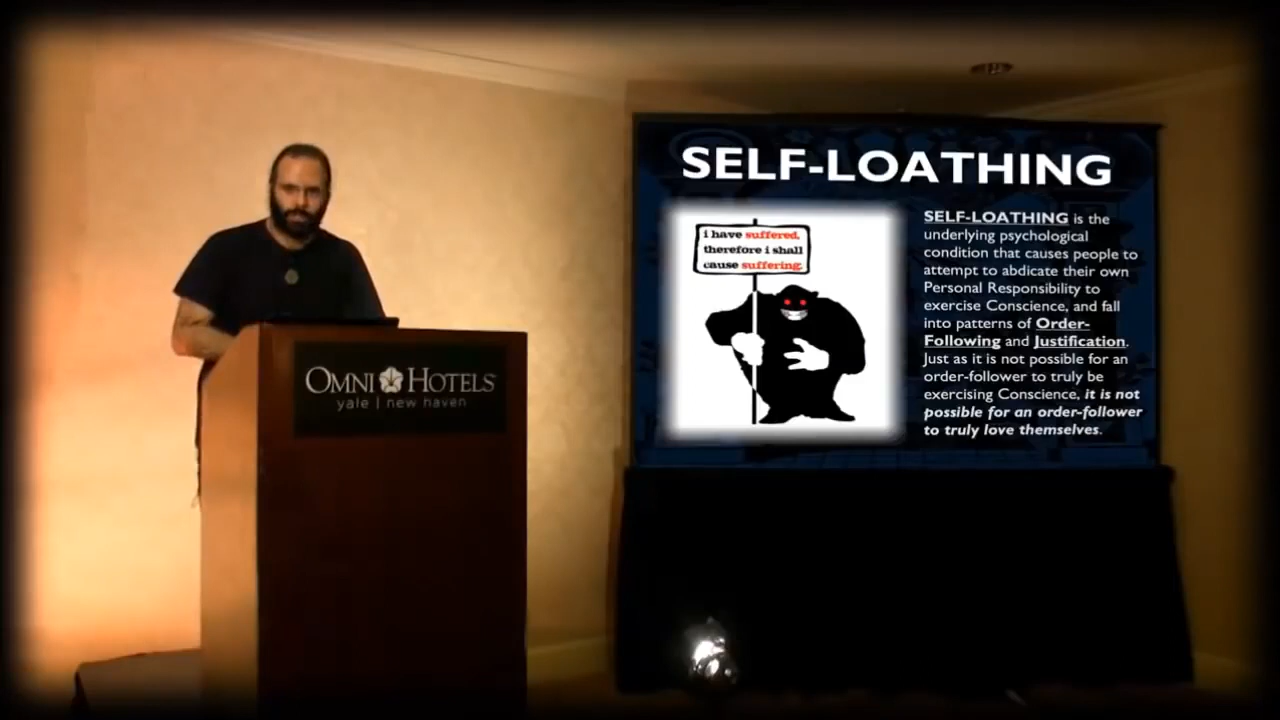 SELF-LOATHING
i have suffered,
therefore i shall
cause suffering.
SELF-LOATHING is the
underlying psychological
condition that causes people to
attempt to abdicate their own
Personal Responsibility to
exercise Conscience, and fall
into patterns of Order-
Following and Justification.
Just as it is not possible for an
order-follower to truly be
exercising Conscience, it is not
possible for an order-follower
to truly love themselves.
OMNI HOTELS
yale | new haven